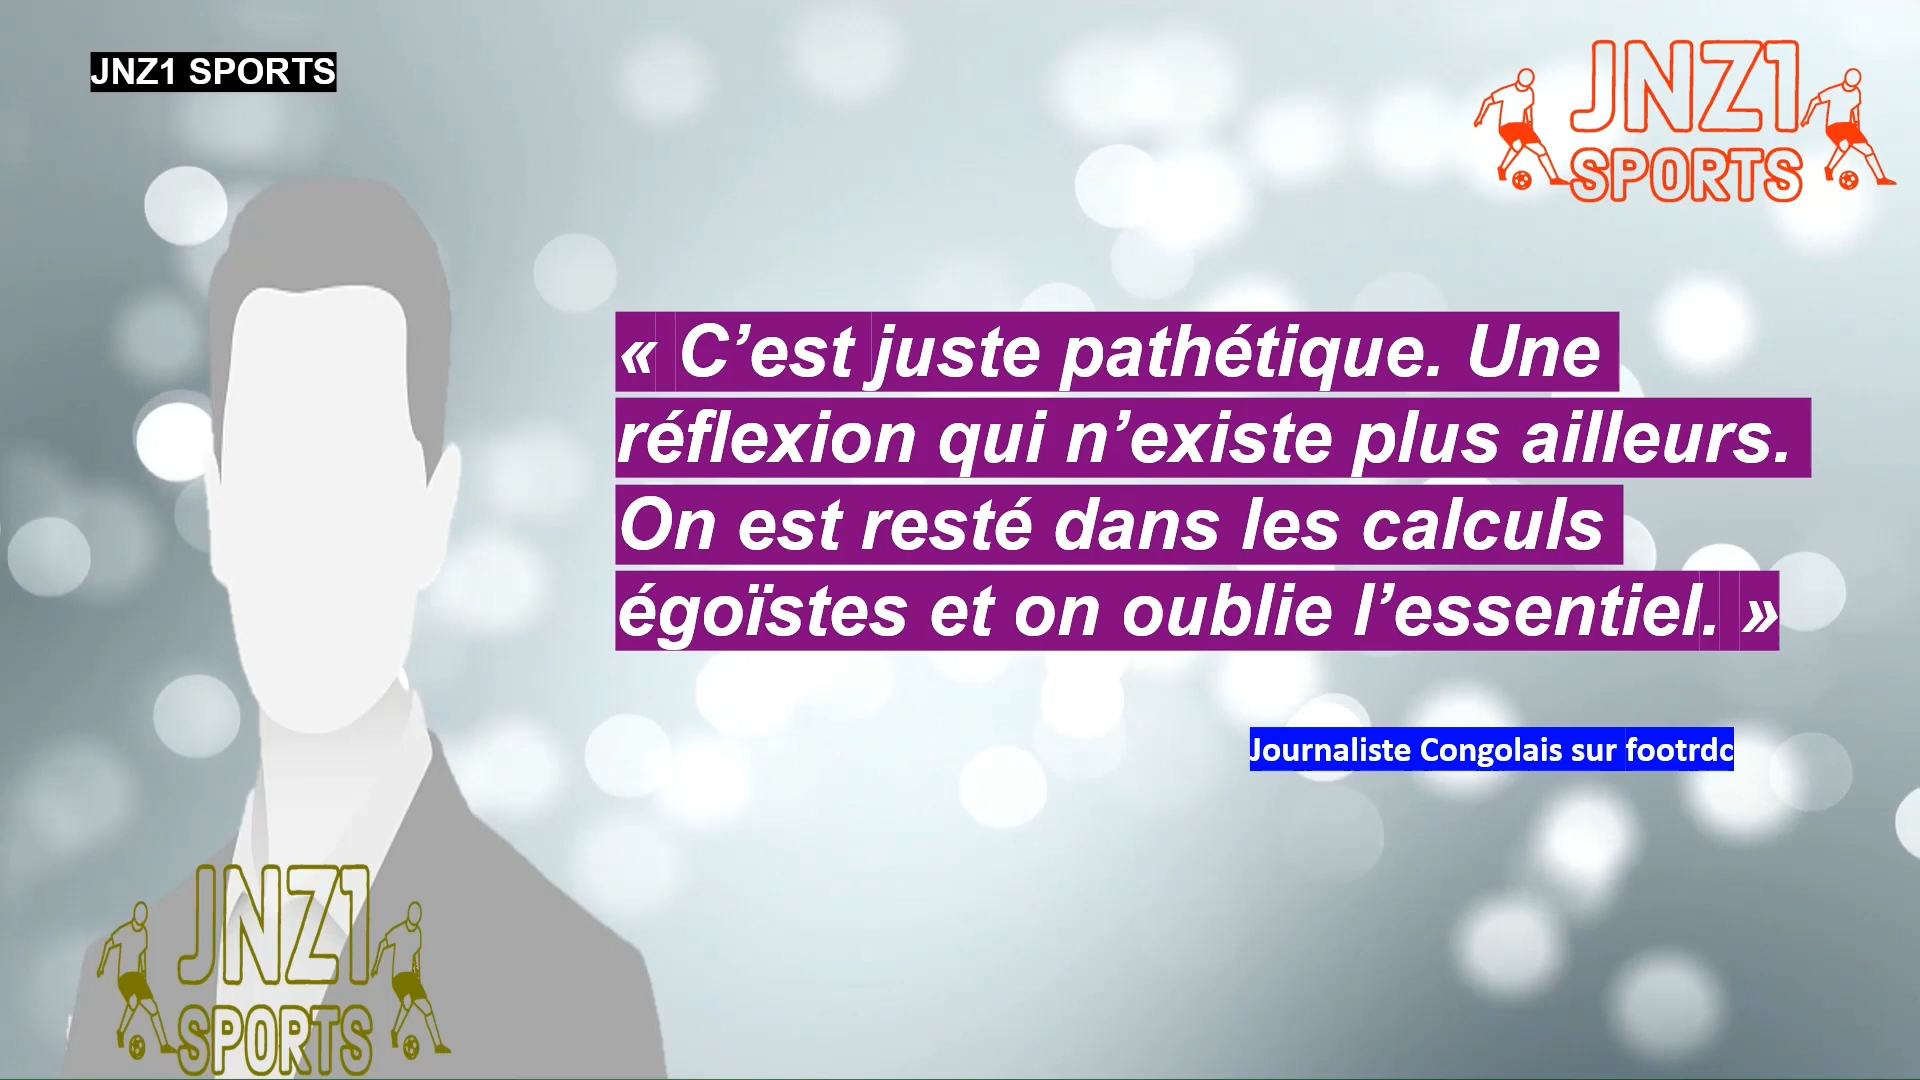 JNZ1 SPORTS
JNZ1
SPORTS
« C’est juste pathétique. Une
réflexion qui n’existe plus ailleurs.
On est resté dans les calculs
égoïstes et on oublie l’essentiel. »
Journaliste Congolais sur footrdc
JNZ1
SPORTS